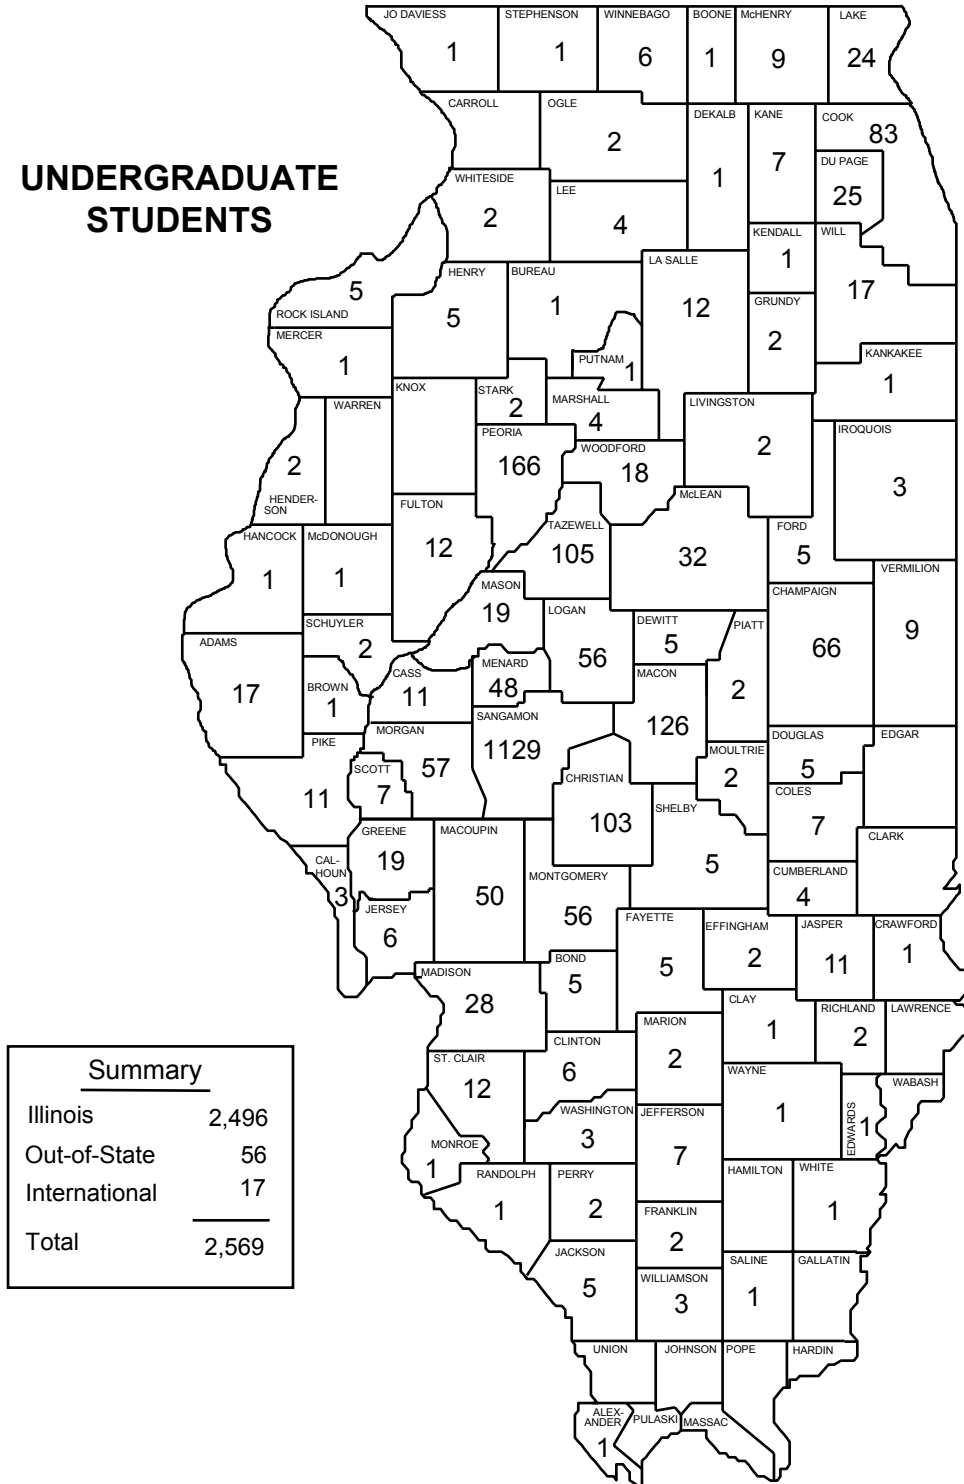 JO DAVIESS
1
STEPHENSON
1
WINNEBAGO
6
BOONE
1
McHENRY
9
LAKE
24
CARROLL
OGLE
2
DEKALB
1
KANE
7
COOK
83
DU PAGE
25
UNDERGRADUATE
STUDENTS
WHITESIDE
2
LEE
4
KENDALL
1
WILL
17
ROCK ISLAND
5
HENRY
5
BUREAU
1
LA SALLE
12
GRUNDY
2
MERCER
1
PUTNAM
1
KANKAKEE
1
KNOX
STARK
2
MARSHALL
4
LIVINGSTON
2
WARREN
HENDER-
SON
2
PEORIA
166
WOODFORD
18
IROQUOIS
3
McLEAN
32
FULTON
12
TAZEWELL
105
FORD
5
HANCOCK
1
McDONOUGH
1
VERMILION
9
MASON
19
LOGAN
56
DEWITT
5
PIATT
2
CHAMPAIGN
66
SCHUYLER
2
ADAMS
17
BROWN
1
CASS
11
MENARD
48
MACON
126
SANGAMON
1129
PIKE
11
MORGAN
57
SCOTT
7
CHRISTIAN
103
MOULTRIE
2
DOUGLAS
5
EDGAR
COLES
7
SHELBY
5
GREENE
19
MACOUPIN
50
CLARK
CAL-
HOUN
3
MONTGOMERY
56
CUMBERLAND
4
JERSEY
6
FAYETTE
5
EFFINGHAM
2
JASPER
11
CRAWFORD
1
MADISON
28
BOND
5
CLAY
1
RICHLAND
2
LAWRENCE
MARION
2
CLINTON
6
ST. CLAIR
12
WAYNE
1
EDWARDS
1
WABASH
WASHINGTON
3
JEFFERSON
7
MONROE
1
RANDOLPH
1
PERRY
2
HAMILTON
WHITE
1
FRANKLIN
2
JACKSON
5
WILLIAMSON
3
SALINE
1
GALLATIN
UNION
JOHNSON
POPE
HARDIN
ALEX-
ANDER
1
PULASKI
MASSAC
Summary
Illinois 2,496
Out-of-State 56
International 17
Total 2,569